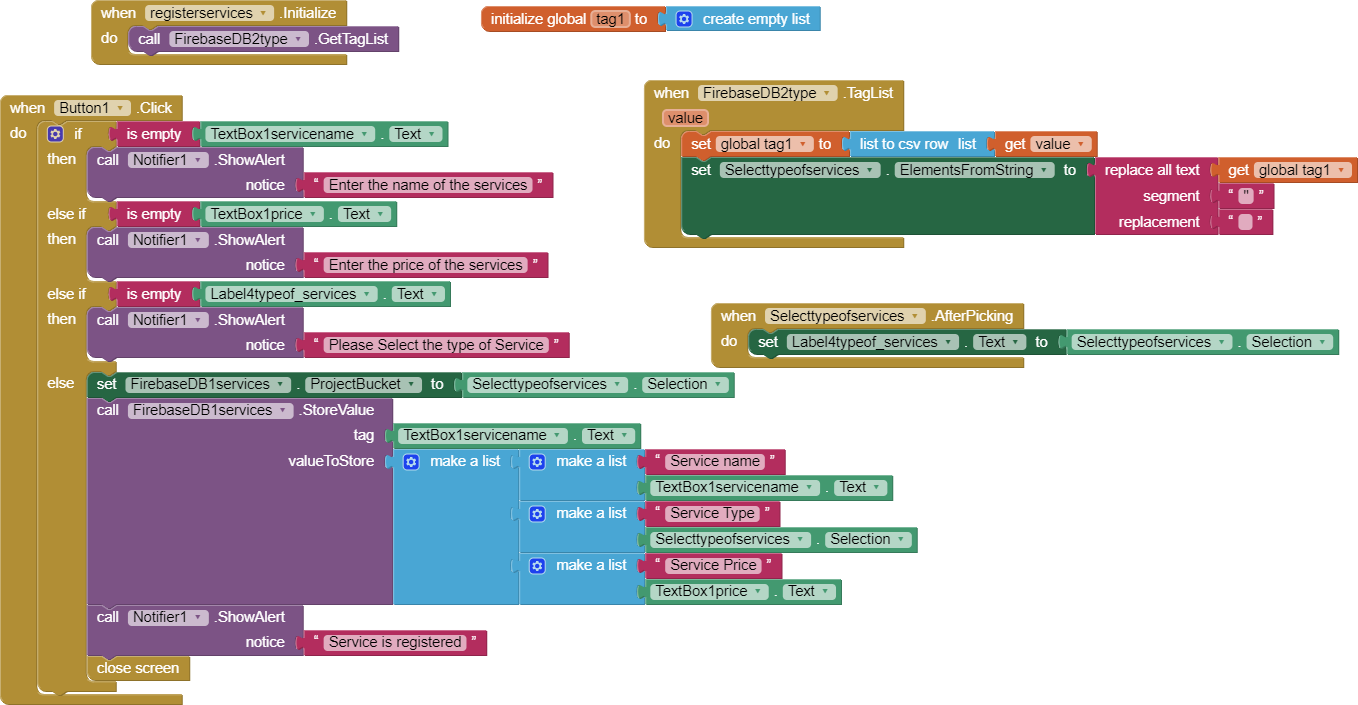 when registerservices .Initialize
do call FirebaseDB2type .GetTagList
initialize global tag1 to create empty list
when Button1 .Click
do if is empty TextBox1servicename . Text
then call Notifier1 .ShowAlert
notice “ Enter the name of the services ”
else if is empty TextBox1price . Text
then call Notifier1 .ShowAlert
notice “ Enter the price of the services ”
else if is empty Label4typeof_services . Text
then call Notifier1 .ShowAlert
notice “ Please Select the type of Service ”
else set FirebaseDB1services . ProjectBucket to Selecttypeofservices . Selection
call FirebaseDB1services .StoreValue
tag TextBox1servicename . Text
valueToStore make a list make a list “ Service name ”
TextBox1servicename . Text
make a list “ Service Type ”
Selecttypeofservices . Selection
make a list “ Service Price ”
TextBox1price . Text
call Notifier1 .ShowAlert
notice “ Service is registered ”
close screen
when FirebaseDB2type .TagList
value
do set global tag1 to list to csv row list get value
set Selecttypeofservices . ElementsFromString to replace all text get global tag1
segment “ " ”
replacement “ ”
when Selecttypeofservices .AfterPicking
do set Label4typeof_services . Text to Selecttypeofservices . Selection